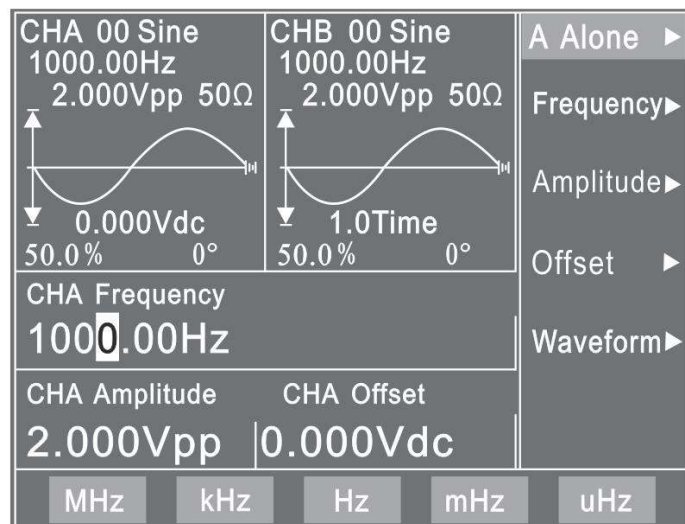 CHA 00 Sine
1000.00Hz
2.000Vpp 50Ω
0.000Vdc
50.0% 0°
CHB 00 Sine
1000.00Hz
2.000Vpp 50Ω
1.0Time
50.0% 0°
CHA Frequency
1000.00Hz
CHA Amplitude
2.000Vpp
CHA Offset
0.000Vdc
A Alone
Frequency
Amplitude
Offset
Waveform
MHz kHz Hz mHz uHz